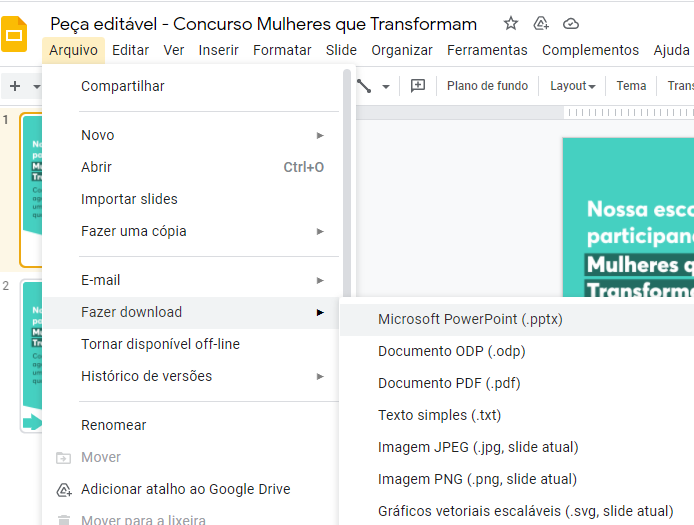 Peça editável - Concurso Mulheres que Transformam
Arquivo Editar Ver Inserir Formatar Slide Organizar Ferramentas Complementos Ajuda
Plano de fundo Layout Tema Trans
Compartilhar
Novo
Abrir Ctrl+O
Importar slides
Fazer uma cópia
E-mail
Fazer download
Tornar disponível off-line
Histórico de versões
Renomear
Mover
Adicionar atalho ao Google Drive
Mover para a lixeira
Microsoft PowerPoint (.pptx)
Documento ODP (.odp)
Documento PDF (.pdf)
Texto simples (.txt)
Imagem JPEG (.jpg, slide atual)
Imagem PNG (.png, slide atual)
Gráficos vetoriais escaláveis (.svg, slide atual)
1
2
Nossa esco
participan
Mulheres q
Transform